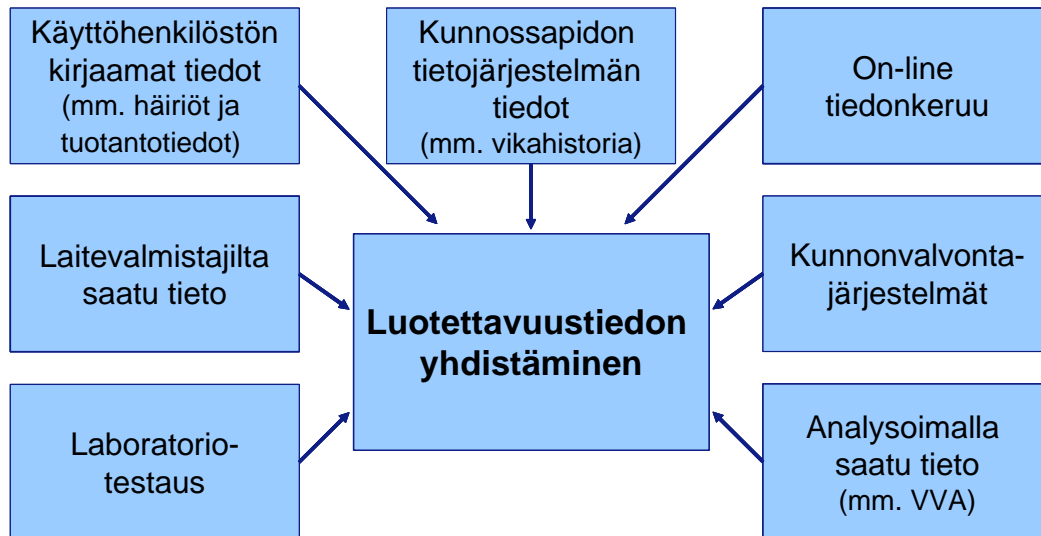 Käyttöhenkilöstön
kirjaamat tiedot
(mm. häiriöt ja
tuotantotiedot)
Kunnossapidon
tietojärjestelmän
tiedot
(mm. vikahistoria)
On-line
tiedonkeruu
Laitevalmistajilta
saatu tieto
Luotettavuustiedon
yhdistäminen
Kunnonvalvonta-
järjestelmät
Laboratorio-
testaus
Analysoimalla
saatu tieto
(mm. VVA)